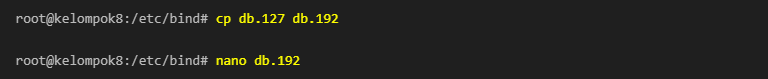 root@kelompok8:/etc/bind# cp db.127 db.192
root@kelompok8:/etc/bind# nano db.192